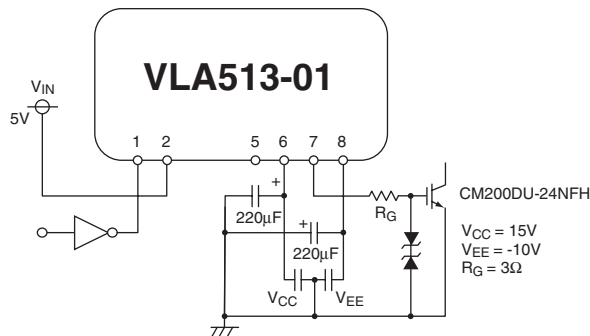 VLA513-01
VIN
5V
1 2 5 6 7 8
+
220µF
+
220µF
RG
CM200DU-24NFH
VCC = 15V
VEE = -10V
RG = 3Ω
VCC VEE